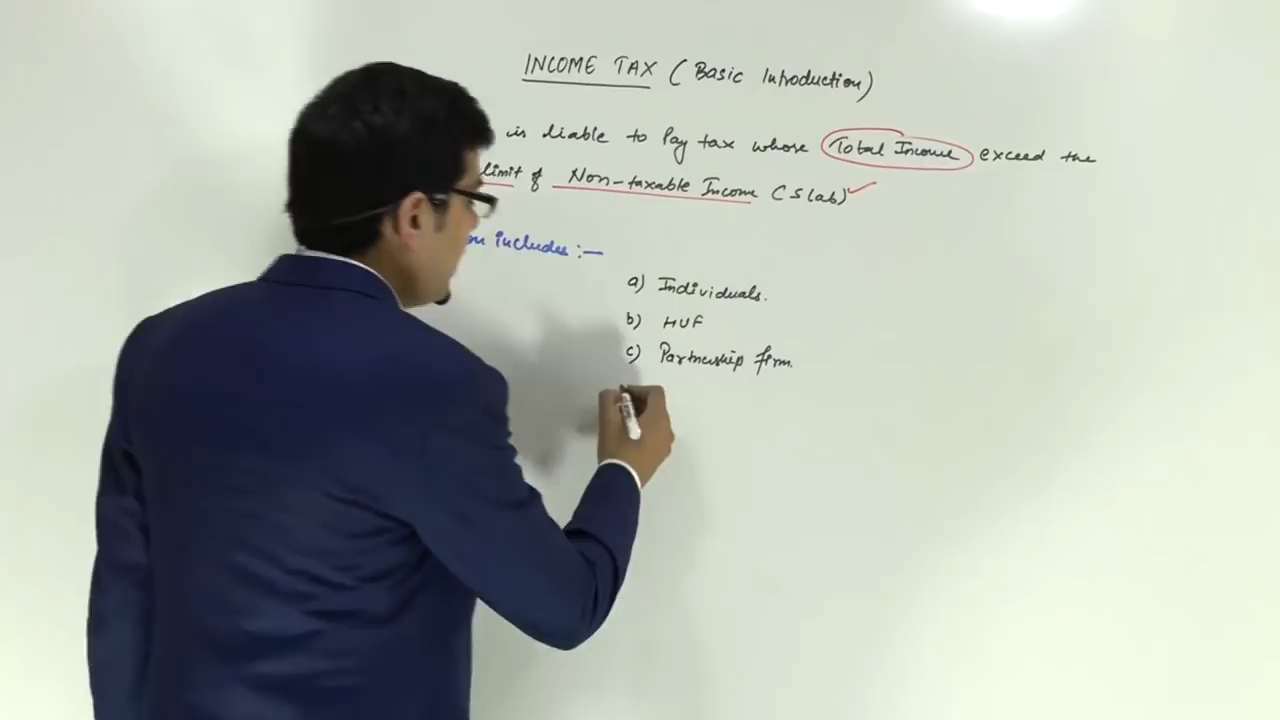 INCOME TAX (Basic Introduction)
is liable to Pay tax whose Total Income exceed the
limit of Non-taxable Income (Slab)
includes :-
a) Individuals.
b) HUF
c) Partnership firm.